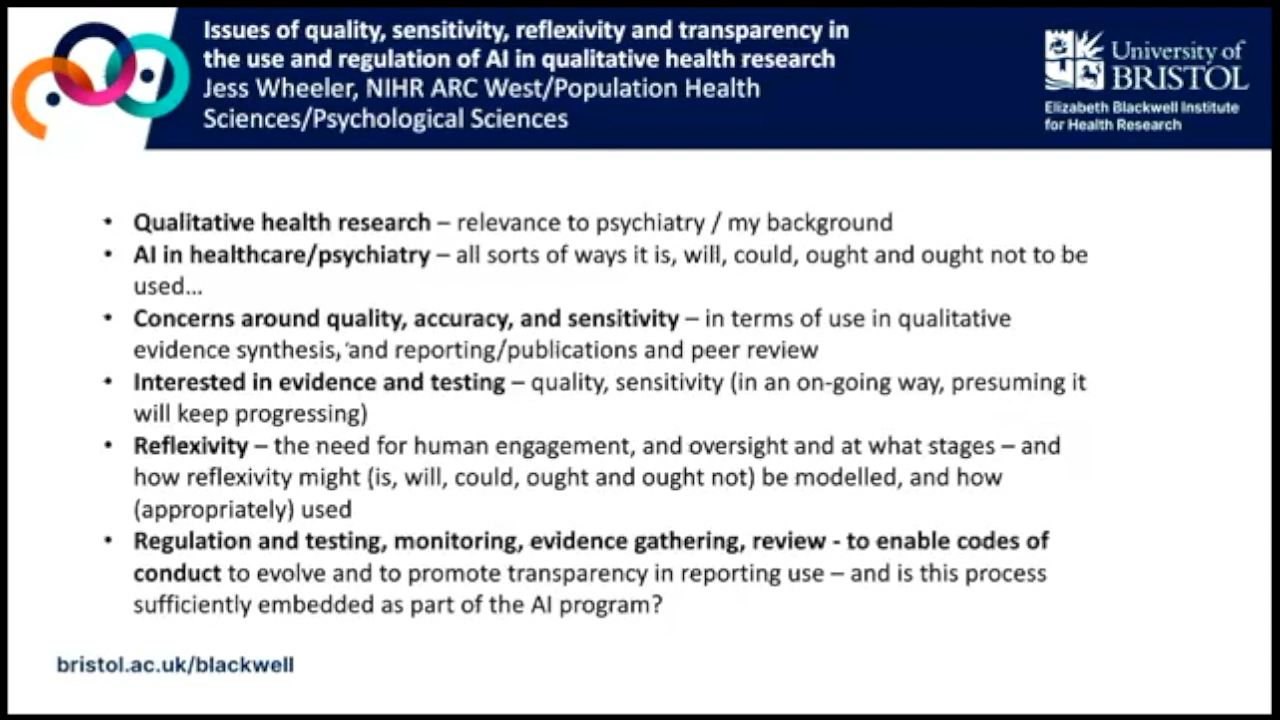 Issues of quality, sensitivity, reflexivity and transparency in
the use and regulation of AI in qualitative health research
Jess Wheeler, NIHR ARC West/Population Health
Sciences/Psychological Sciences
University of
BRISTOL
Elizabeth Blackwell Institute
for Health Research
• Qualitative health research – relevance to psychiatry / my background
• AI in healthcare/psychiatry – all sorts of ways it is, will, could, ought and ought not to be
used…
• Concerns around quality, accuracy, and sensitivity – in terms of use in qualitative
evidence synthesis, and reporting/publications and peer review
• Interested in evidence and testing – quality, sensitivity (in an on-going way, presuming it
will keep progressing)
• Reflexivity – the need for human engagement, and oversight and at what stages – and
how reflexivity might (is, will, could, ought and ought not) be modelled, and how
(appropriately) used
• Regulation and testing, monitoring, evidence gathering, review - to enable codes of
conduct to evolve and to promote transparency in reporting use – and is this process
sufficiently embedded as part of the AI program?
bristol.ac.uk/blackwell